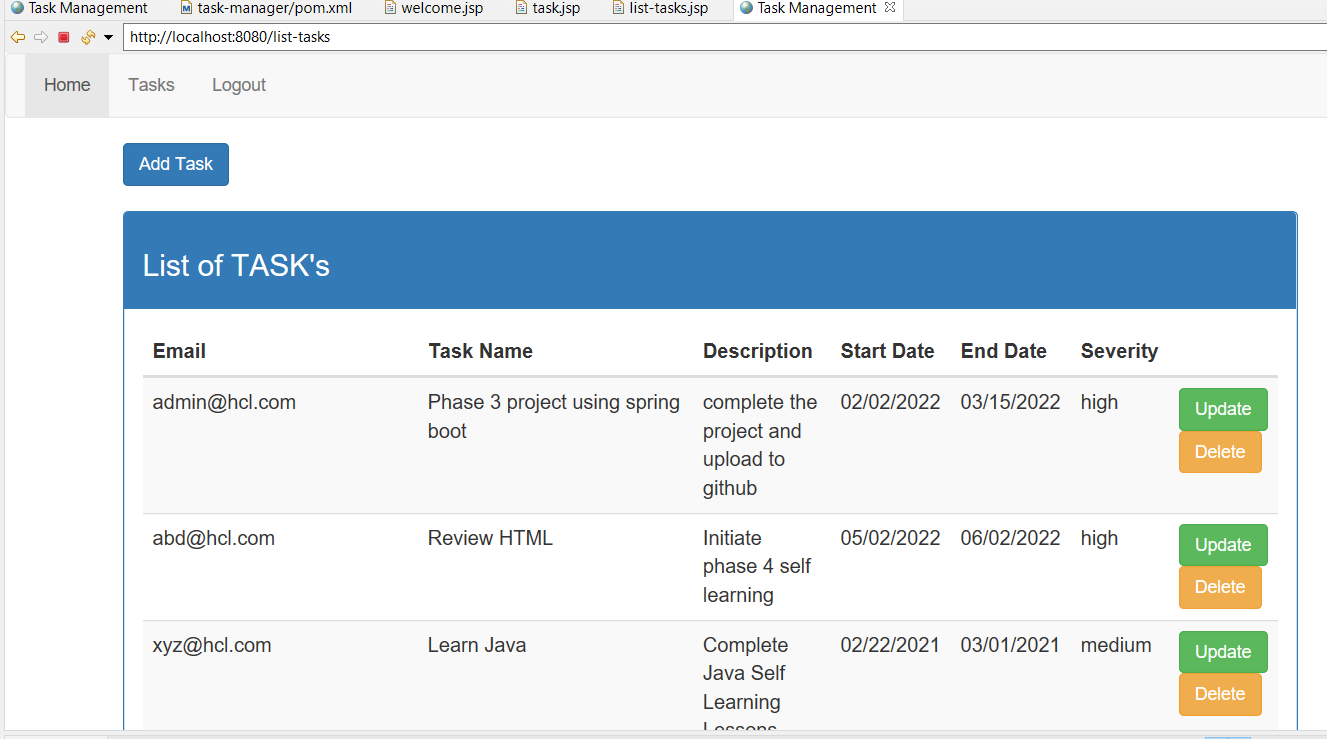 Task Management task-manager/pom.xml welcome.jsp task.jsp list-tasks.jsp Task Management
http://localhost:8080/list-tasks
Home Tasks Logout
Add Task
List of TASK's
Email Task Name Description Start Date End Date Severity
admin@hcl.com Phase 3 project using spring complete the 02/02/2022 03/15/2022 high Update
boot project and
upload to Delete
github
abd@hcl.com Review HTML Initiate 05/02/2022 06/02/2022 high Update
phase 4 self
learning Delete
xyz@hcl.com Learn Java Complete 02/22/2021 03/01/2021 medium Update
Java Self
Learning Delete
Lessons